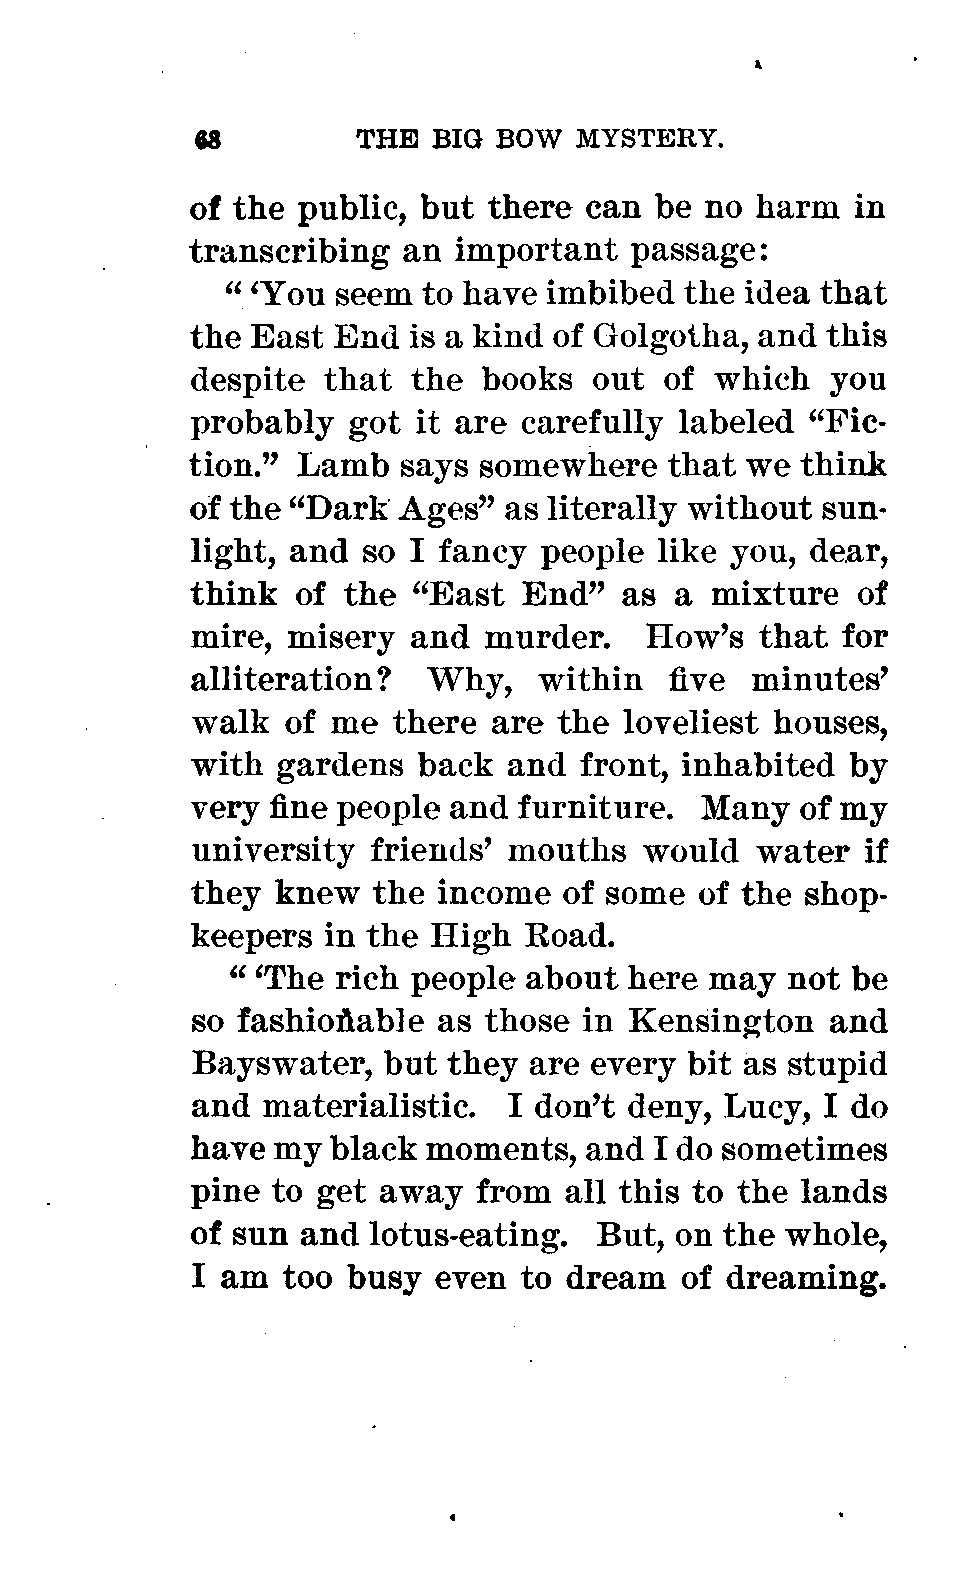 68 THE BIG BOW MYSTERY.
of the public, but there can be no harm in
transcribing an important passage:
“ ‘You seem to have imbibed the idea that
the East End is a kind of Golgotha, and this
despite that the books out of which you
probably got it are carefully labeled “Fic-
tion.” Lamb says somewhere that we think
of the “Dark Ages” as literally without sun-
light, and so I fancy people like you, dear,
think of the “East End” as a mixture of
mire, misery and murder. How’s that for
alliteration? Why, within five minutes’
walk of me there are the loveliest houses,
with gardens back and front, inhabited by
very fine people and furniture. Many of my
university friends’ mouths would water if
they knew the income of some of the shop-
keepers in the High Road.
“ ‘The rich people about here may not be
so fashionable as those in Kensington and
Bayswater, but they are every bit as stupid
and materialistic. I don’t deny, Lucy, I do
have my black moments, and I do sometimes
pine to get away from all this to the lands
of sun and lotus-eating. But, on the whole,
I am too busy even to dream of dreaming.